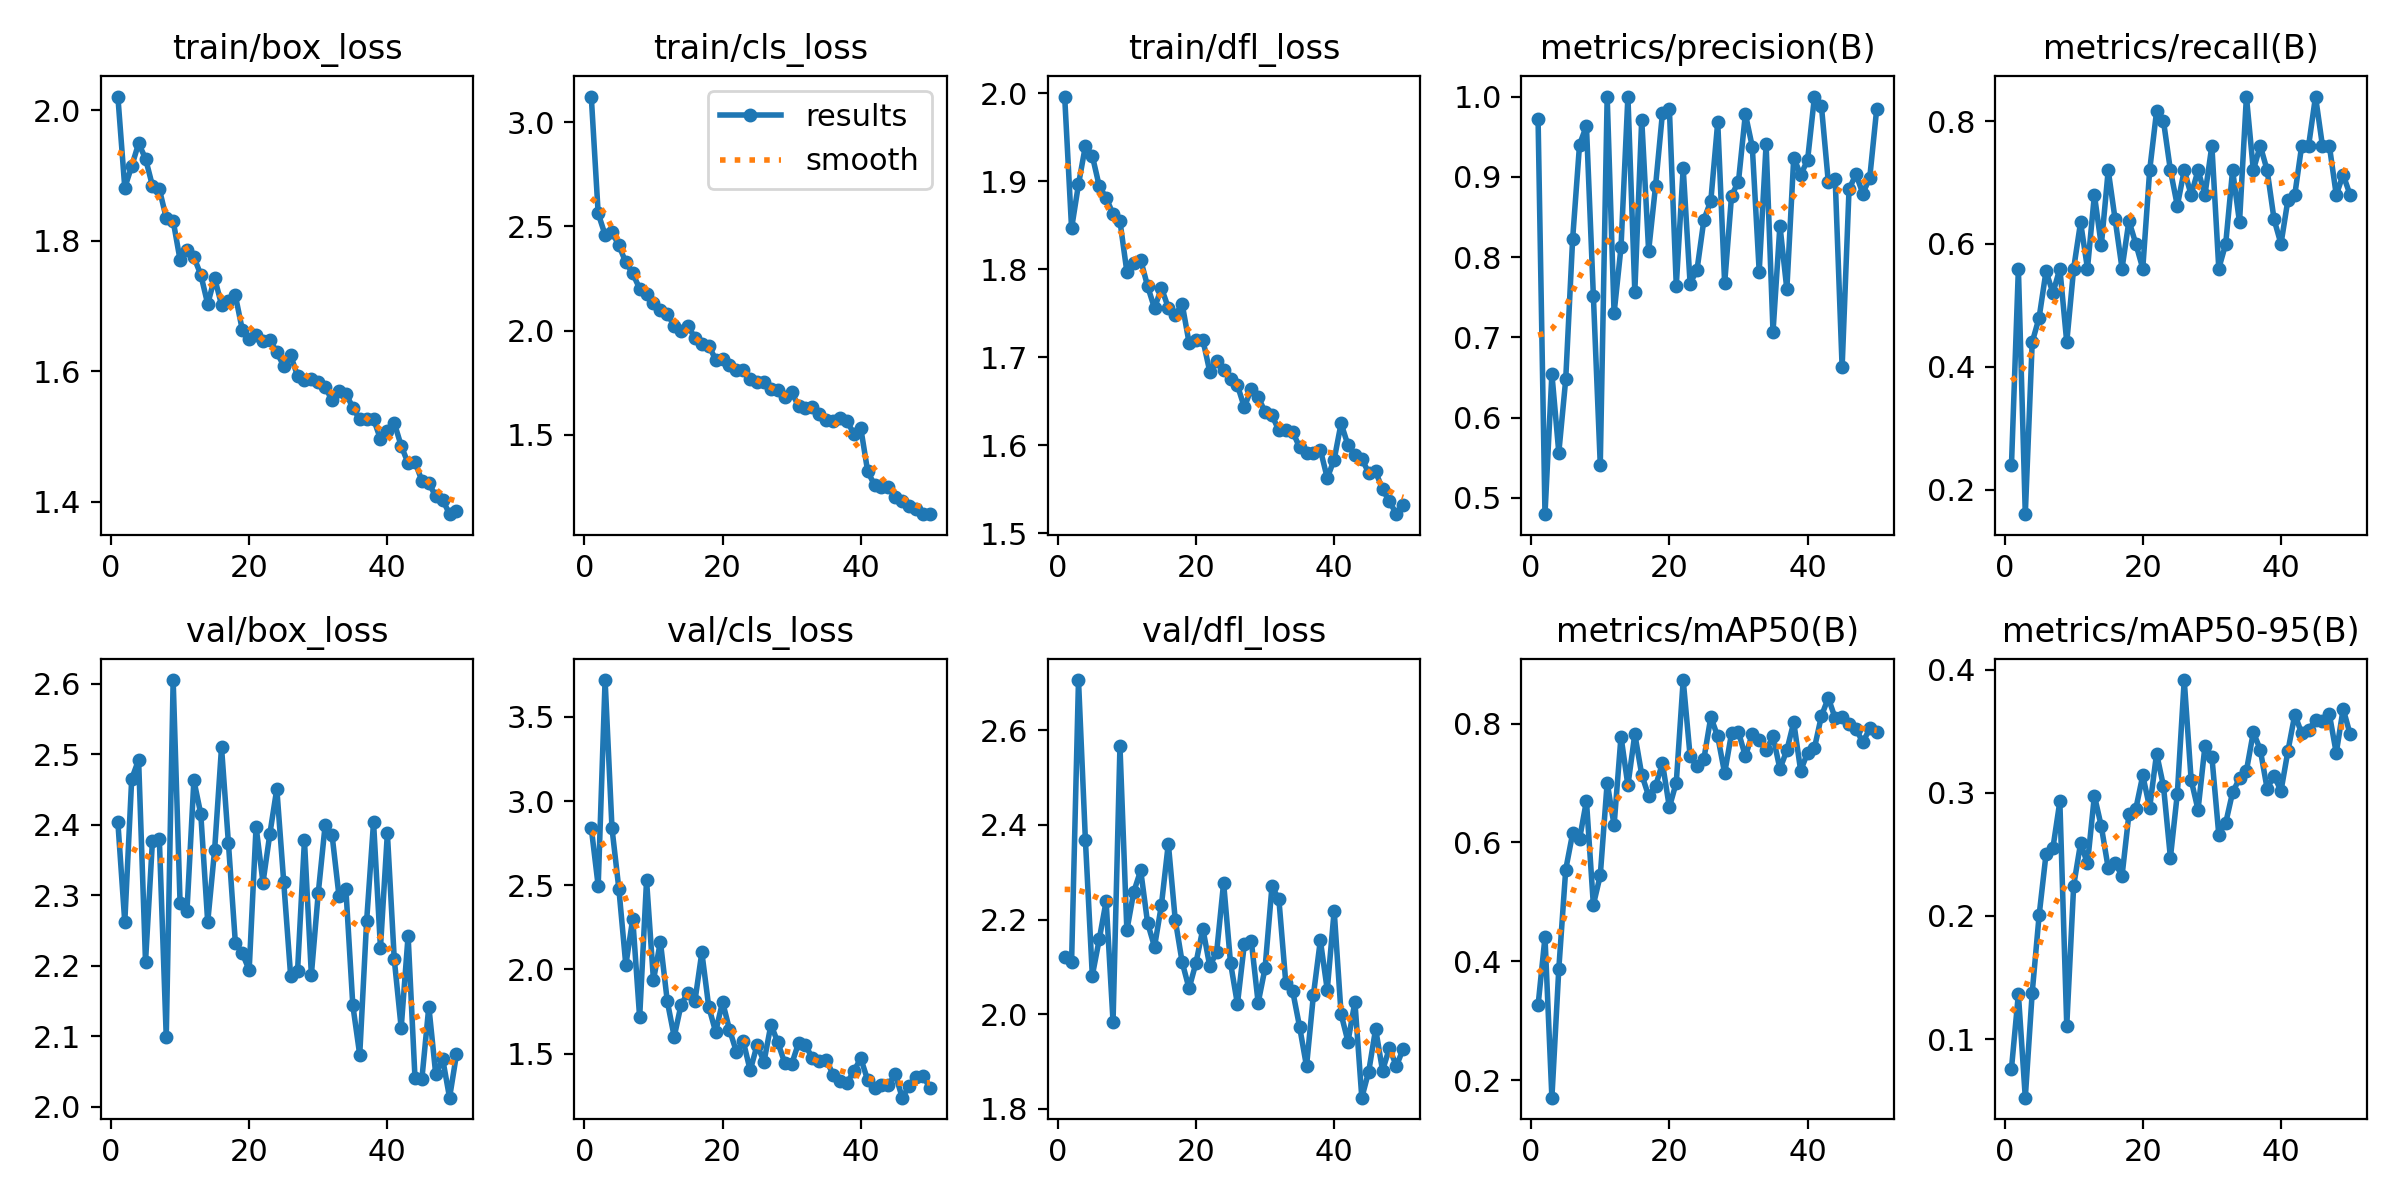 train/box_loss
train/cls_loss
train/dfl_loss
metrics/precision(B)
metrics/recall(B)
results
smooth
2.0
1.8
1.6
1.4
0 20 40
3.0
2.5
2.0
1.5
0 20 40
2.0
1.9
1.8
1.7
1.6
1.5
0 20 40
1.0
0.9
0.8
0.7
0.6
0.5
0 20 40
0.8
0.6
0.4
0.2
0 20 40
val/box_loss
val/cls_loss
val/dfl_loss
metrics/mAP50(B)
metrics/mAP50-95(B)
2.6
2.5
2.4
2.3
2.2
2.1
2.0
0 20 40
3.5
3.0
2.5
2.0
1.5
0 20 40
2.6
2.4
2.2
2.0
1.8
0 20 40
0.8
0.6
0.4
0.2
0 20 40
0.4
0.3
0.2
0.1
0 20 40